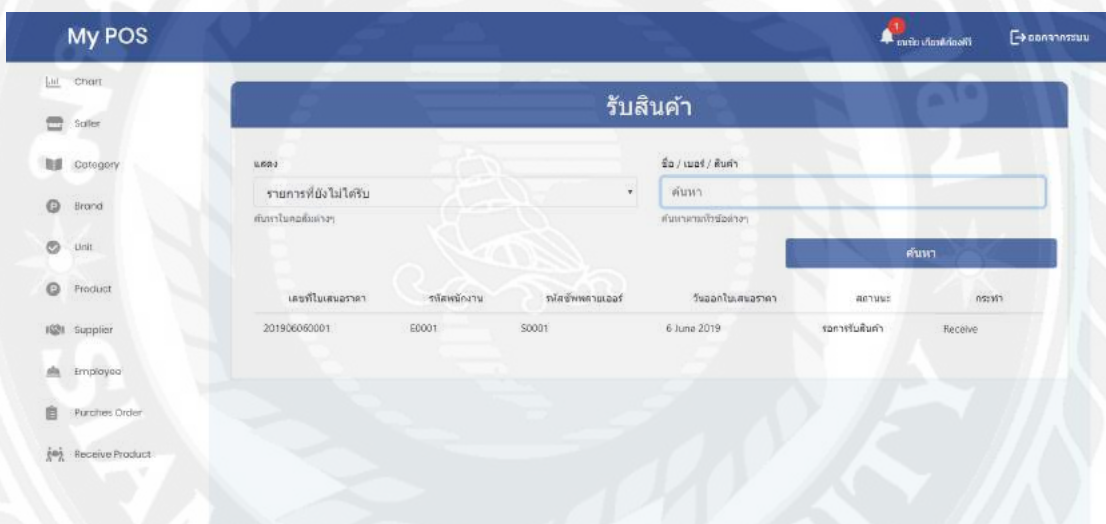 My POS
1
ออกจากระบบ
Chart
Saller
Category
Brand
Unit
Product
Supplier
Employee
Purches Order
Receive Product
รับสินค้า
แสดง
ชื่อ / เบอร์ / สินค้า
รายการที่ยังไม่ได้รับ
ค้นหา
ค้นหาในคอลัมต่างๆ
ค้นหาตามหัวข้อต่างๆ
ค้นหา
เลขที่ใบเสนอราคา รหัสพนักงาน รหัสซัพพลายเออร์ วันออกใบเสนอราคา สถานะ กระทำ
201906060001 E0001 S0001 6 June 2019 รอการรับสินค้า Receive